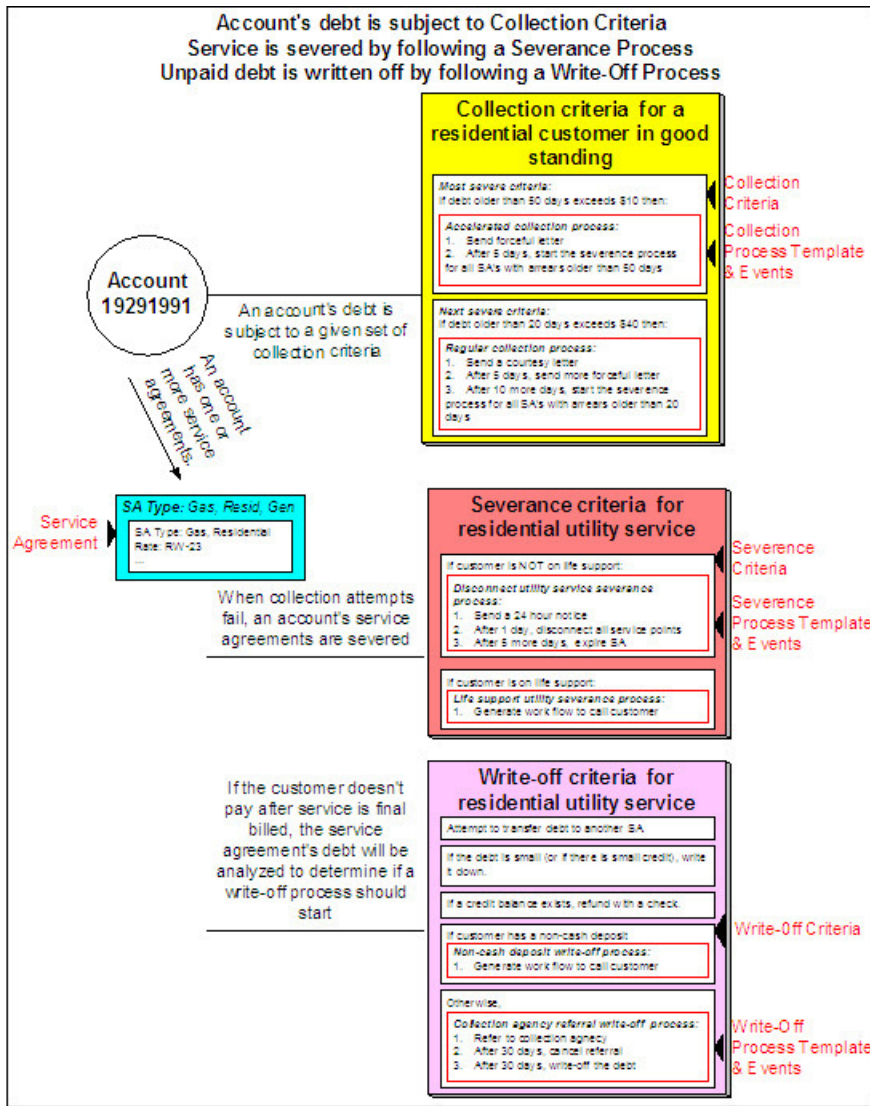 Account's debt is subject to Collection Criteria
Service is severed by following a Severance Process
Unpaid debt is written off by following a Write-Off Process
Collection criteria for a
residential customer in good
standing
Most severe criteria:
If debt older than 50 days exceeds $10 then:
Accelerated collection process:
1. Send forceful letter
2. After 5 days, start the severence process
for all SA's with arrears older than 50 days
Collection
Criteria
Collection
Process Template
& Events
Account
19291991
An account's debt is
subject to a given set of
collection criteria
Next severe criteria:
If debt older than 20 days exceeds $40 then:
Regular collection process:
1. Send a courtesy letter
2. After 5 days, send more forceful letter
3. After 10 more days, start the severence
process for all SA's with arrears older than 20
days
An account
has one or
more service
agreements.
Service
Agreement
SA Type: Gas, Resid, Gen
SA Type: Gas, Residential
Rate: RW-23
...
When collection attempts
fail, an account's service
agreements are severed
Severance criteria for
residential utility service
If customer is NOT on life support:
Disconnect utility service severance
process:
1. Send a 24 hour notice
2. After 1 day, disconnect all service points
3. After 5 more days, expire SA
Severence
Criteria
Severence
Process Template
& Events
If customer is on life support:
Life support utility severance process:
1. Generate work flow to call customer
If the customer doesn't
pay after service is final
billed, the service
agreement's debt will be
analyzed to determine if a
write-off process should
start
Write-off criteria for
residential utility service
Attempt to transfer debt to another SA
If the debt is small (or if there is small credit), write
it down.
If a credit balance exists, refund with a check.
If customer has a non-cash deposit
Non-cash deposit write-off process:
1. Generate work flow to call customer
Write-Off Criteria
Otherwise,
Collection agency referral write-off process:
1. Refer to collection agnecy
2. After 30 days, cancel referral
3. After 30 days, write-off the debt
Write-Off
Process Template
& Events